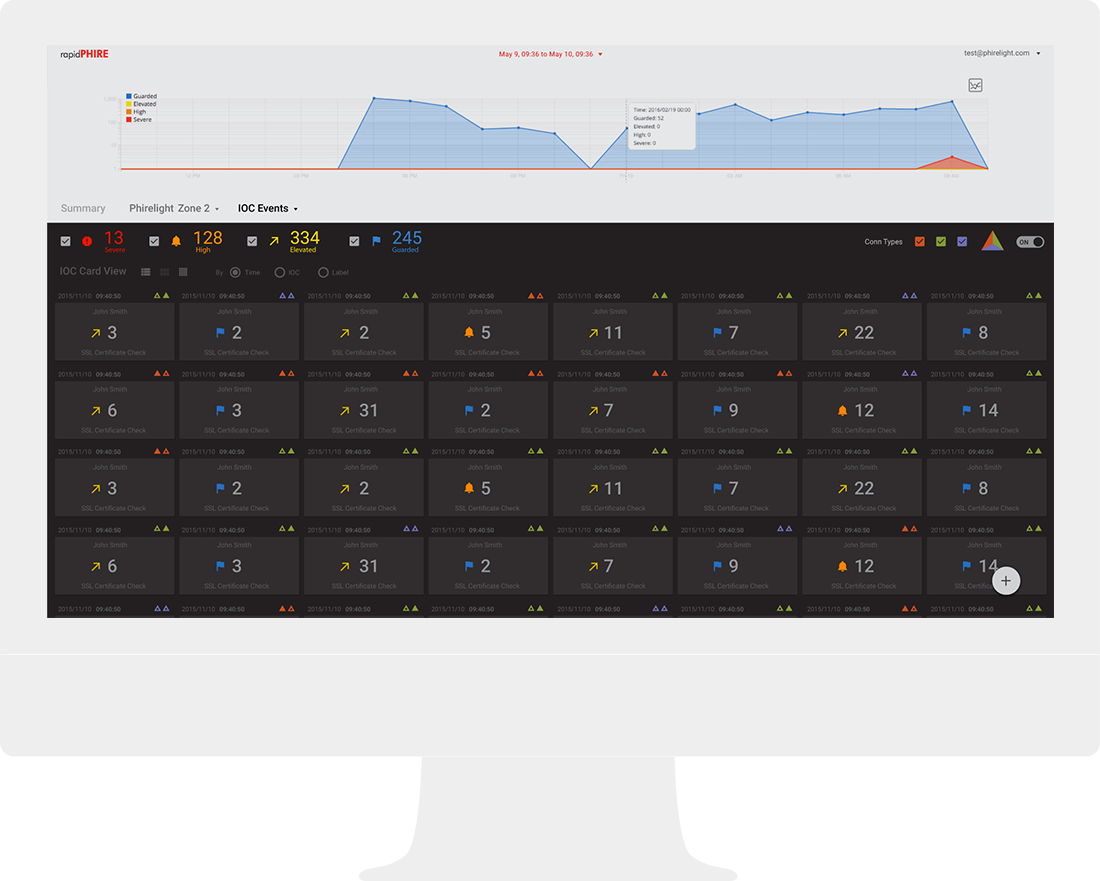 rapidPHIRE
May 9, 09:36 to May 10, 09:36
test@phirelight.com
Guarded
Elevated
High
Severe
Time: 2016/02/19 00:00
Guarded: 52
Elevated: 0
High: 0
Severe: 0
Summary Phirelight Zone 2 IOC Events
13 Severe 128 High 334 Elevated 245 Guarded Conn Types ON
IOC Card View By Time IOC Label
2015/11/10 09:40:50 2015/11/10 09:40:50 2015/11/10 09:40:50 2015/11/10 09:40:50 2015/11/10 09:40:50 2015/11/10 09:40:50 2015/11/10 09:40:50 2015/11/10 09:40:50
John Smith John Smith John Smith John Smith John Smith John Smith John Smith John Smith
3 2 2 5 11 7 22 8
SSL Certificate Check SSL Certificate Check SSL Certificate Check SSL Certificate Check SSL Certificate Check SSL Certificate Check SSL Certificate Check SSL Certificate Check
2015/11/10 09:40:50 2015/11/10 09:40:50 2015/11/10 09:40:50 2015/11/10 09:40:50 2015/11/10 09:40:50 2015/11/10 09:40:50 2015/11/10 09:40:50 2015/11/10 09:40:50
John Smith John Smith John Smith John Smith John Smith John Smith John Smith John Smith
6 3 31 2 7 9 12 14
SSL Certificate Check SSL Certificate Check SSL Certificate Check SSL Certificate Check SSL Certificate Check SSL Certificate Check SSL Certificate Check SSL Certificate Check
2015/11/10 09:40:50 2015/11/10 09:40:50 2015/11/10 09:40:50 2015/11/10 09:40:50 2015/11/10 09:40:50 2015/11/10 09:40:50 2015/11/10 09:40:50 2015/11/10 09:40:50
John Smith John Smith John Smith John Smith John Smith John Smith John Smith John Smith
3 2 2 5 11 7 22 8
SSL Certificate Check SSL Certificate Check SSL Certificate Check SSL Certificate Check SSL Certificate Check SSL Certificate Check SSL Certificate Check SSL Certificate Check
2015/11/10 09:40:50 2015/11/10 09:40:50 2015/11/10 09:40:50 2015/11/10 09:40:50 2015/11/10 09:40:50 2015/11/10 09:40:50 2015/11/10 09:40:50 2015/11/10 09:40:50
John Smith John Smith John Smith John Smith John Smith John Smith John Smith John Smith
6 3 31 2 7 9 12 14
SSL Certificate Check SSL Certificate Check SSL Certificate Check SSL Certificate Check SSL Certificate Check SSL Certificate Check SSL Certificate Check SSL
2015/11/10 09:40:50 2015/11/10 09:40:50 2015/11/10 09:40:50 2015/11/10 09:40:50 2015/11/10 09:40:50 2015/11/10 09:40:50 2015/11/10 09:40:50 2015/11/10 09:40:50